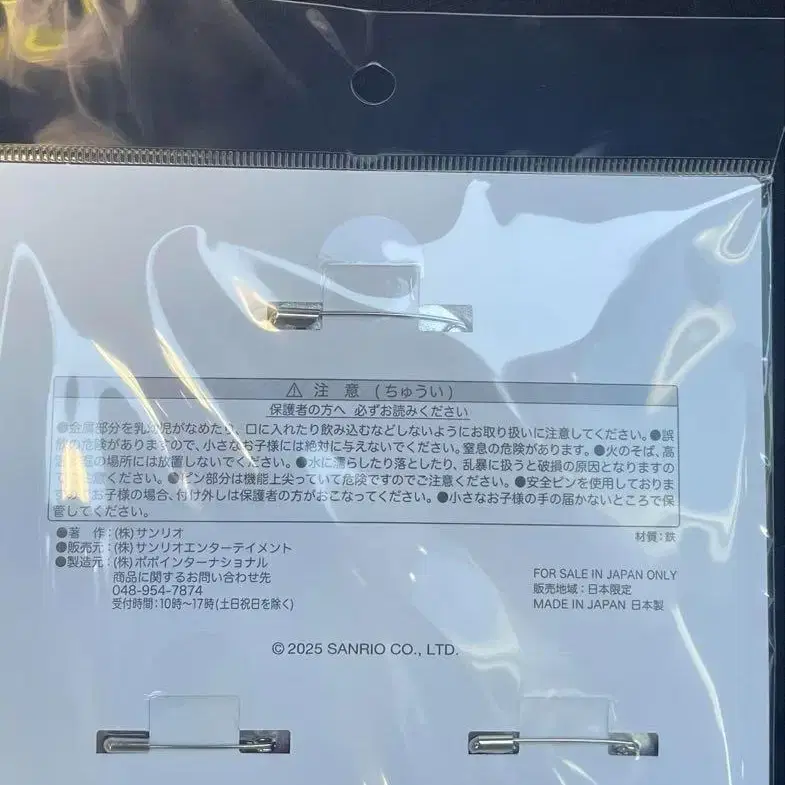 ⚠ 注 意 (ちゅうい)
保護者の方へ 必ずお読みください
●金属部分を乳幼児がなめたり、口に入れたり飲み込むなどしないようにお取り扱いに注意してください。●誤
飲の危険がありますので、小さなお子様には絶対に与えないでください。窒息の危険があります。●火のそば、高
の場所には放置しないでください。●水に濡らしたり落としたり、乱暴に扱うと破損の原因となりますの
でご注意ください。●ピン部分は機能上尖っていて危険ですのでご注意ください。●安全ピンを使用しておりま
すのでお子様の場合、付け外しは保護者の方がおこなってください。●小さなお子様の手の届かないところで保
管してください。
●著 作:(株)サンリオ
材質:鉄
●販売元:(株)サンリオエンターテイメント
●製造元:(株)ポポインターナショナル
商品に関するお問い合わせ先
048-954-7874
受付時間:10時～17時(土日祝日を除く)
FOR SALE IN JAPAN ONLY
販売地域:日本限定
MADE IN JAPAN 日本製
© 2025 SANRIO CO., LTD.